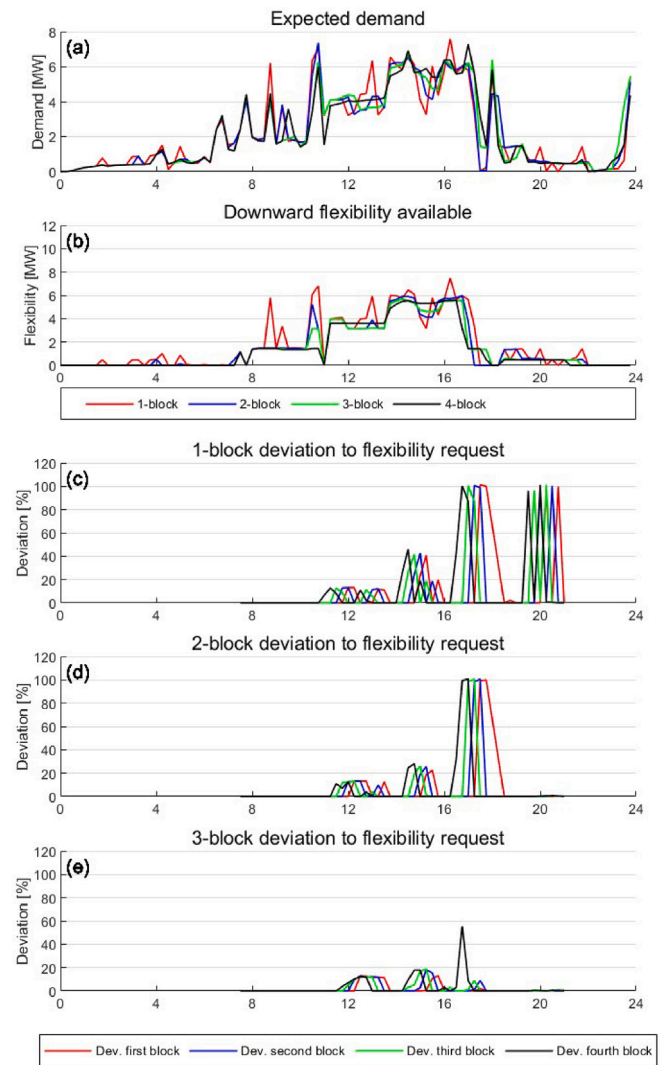 Expected demand
(a)
Demand [MW]
8
6
4
2
0
0 4 8 12 16 20 24
Downward flexibility available
(b)
Flexibility [MW]
12
10
8
6
4
2
0
0 4 8 12 16 20 24
1-block 2-block 3-block 4-block
1-block deviation to flexibility request
(c)
Deviation [%]
120
100
80
60
40
20
0
0 4 8 12 16 20 24
2-block deviation to flexibility request
(d)
Deviation [%]
120
100
80
60
40
20
0
0 4 8 12 16 20 24
3-block deviation to flexibility request
(e)
Deviation [%]
120
100
80
60
40
20
0
0 4 8 12 16 20 24
Dev. first block Dev. second block Dev. third block Dev. fourth block